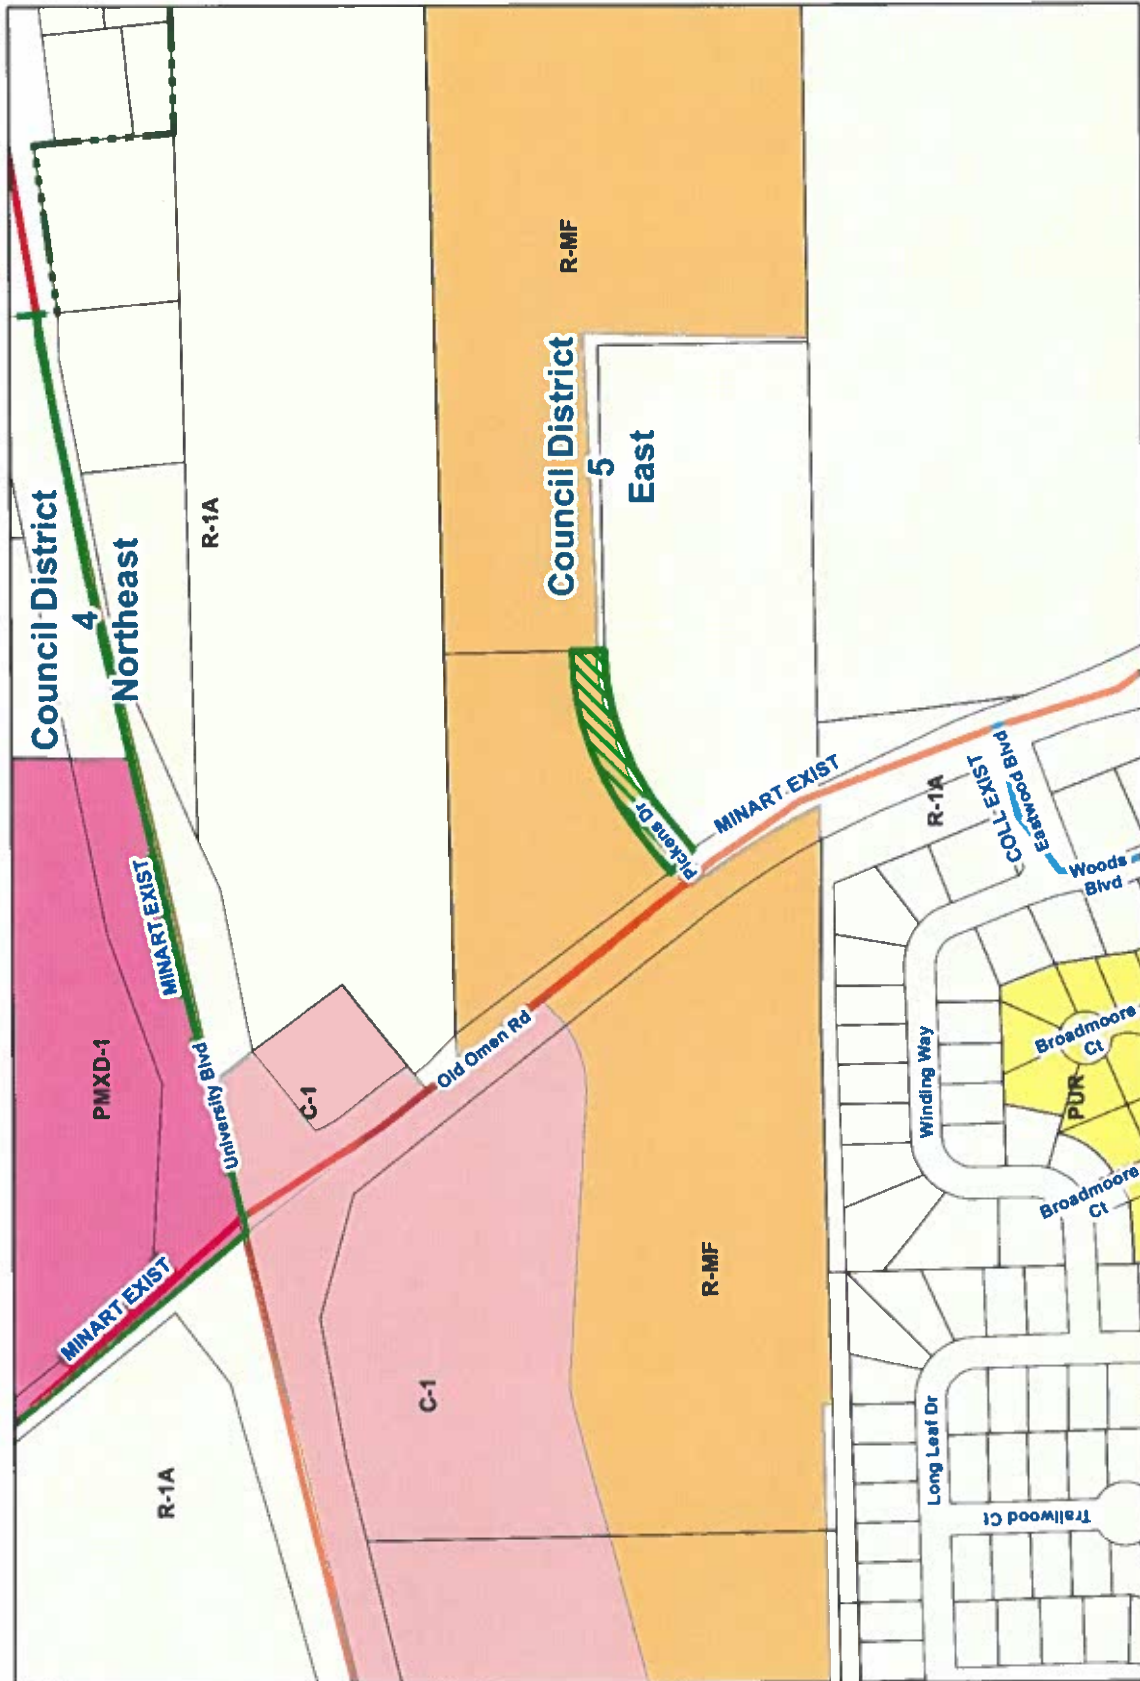 Council District
4
Northeast
R-1A
R-MF
Council District
5
East
PMXD-1
MINART EXIST
University Blvd
C-1
Old Omen Rd
Pickens Dr
MINART EXIST
R-1A
COLL EXIST
Eastwood Blvd
Woods
Blvd
MINART EXIST
R-1A
C-1
R-MF
Winding Way
Broadmoore
Ct
PUR
Broadmoore
Ct
Long Leaf Dr
Trailwood Ct